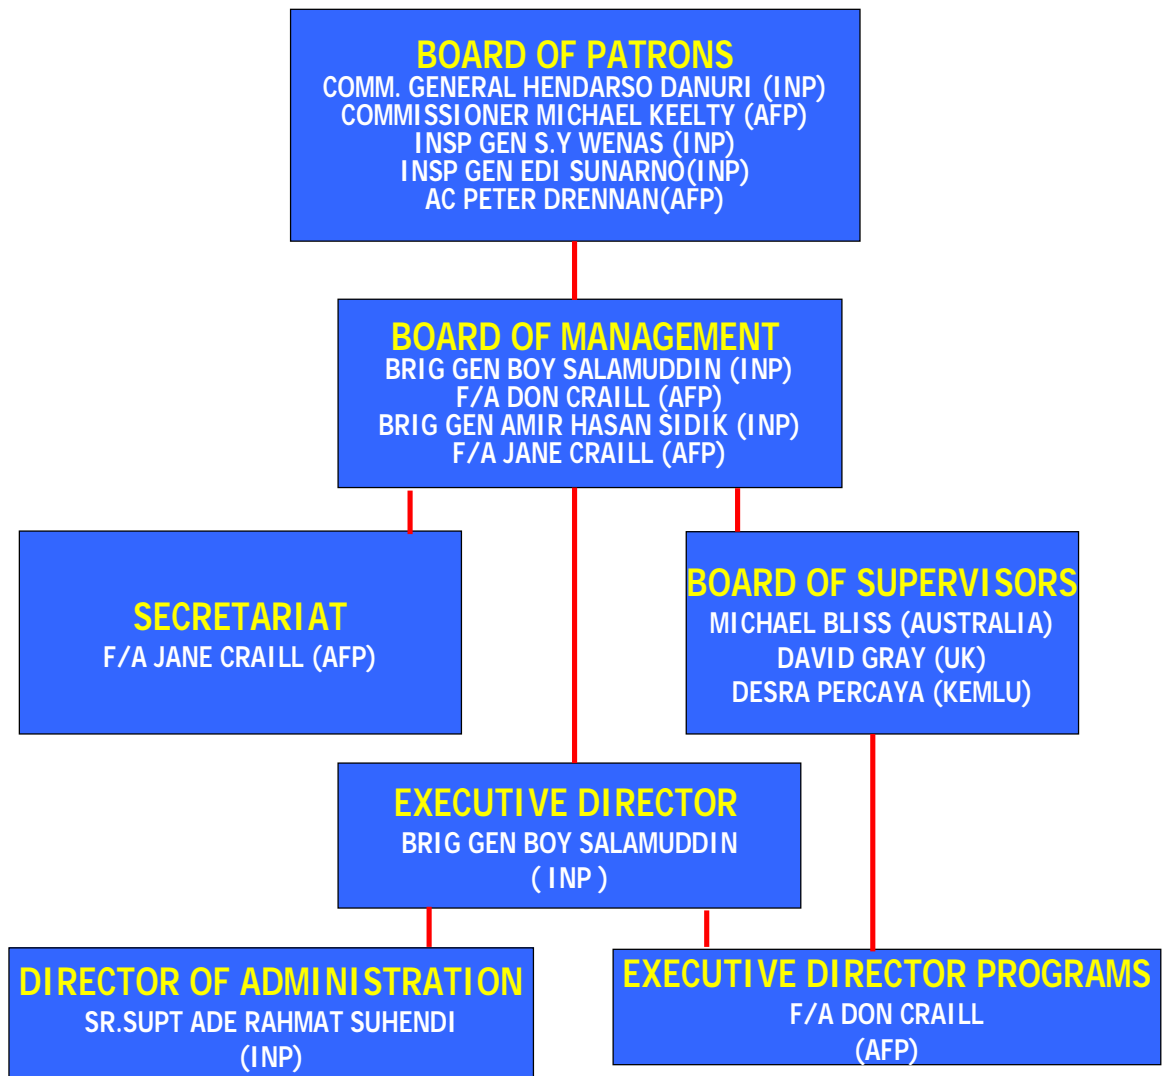 BOARD OF PATRONS
COMM. GENERAL HENDARSO DANURI (INP)
COMMISSIONER MICHAEL KEELTY (AFP)
INSP GEN S.Y WENAS (INP)
INSP GEN EDI SUNARNO(INP)
AC PETER DRENNAN(AFP)
BOARD OF MANAGEMENT
BRIG GEN BOY SALAMUDDIN (INP)
F/A DON CRAILL (AFP)
BRIG GEN AMIR HASAN SIDIK (INP)
F/A JANE CRAILL (AFP)
SECRETARIAT
F/A JANE CRAILL (AFP)
BOARD OF SUPERVISORS
MICHAEL BLISS (AUSTRALIA)
DAVID GRAY (UK)
DESRA PERCAYA (KEMLU)
EXECUTIVE DIRECTOR
BRIG GEN BOY SALAMUDDIN
( INP )
DIRECTOR OF ADMINISTRATION
SR.SUPT ADE RAHMAT SUHENDI
(INP)
EXECUTIVE DIRECTOR PROGRAMS
F/A DON CRAILL
(AFP)